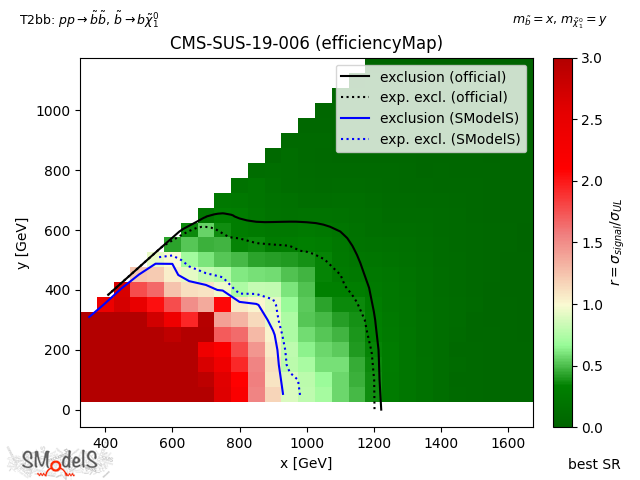 T2bb: pp → b̃b̃, b̃ → bχ̃₁⁰
m_b̃ = x, m_χ̃₁⁰ = y
CMS-SUS-19-006 (efficiencyMap)
exclusion (official)
exp. excl. (official)
exclusion (SModelS)
exp. excl. (SModelS)
y [GeV]
1000
800
600
400
200
0
400 600 800 1000 1200 1400 1600
x [GeV]
3.0
2.5
2.0
1.5
1.0
0.5
0.0
r = σ_signal/σ_UL
best SR
SModelS